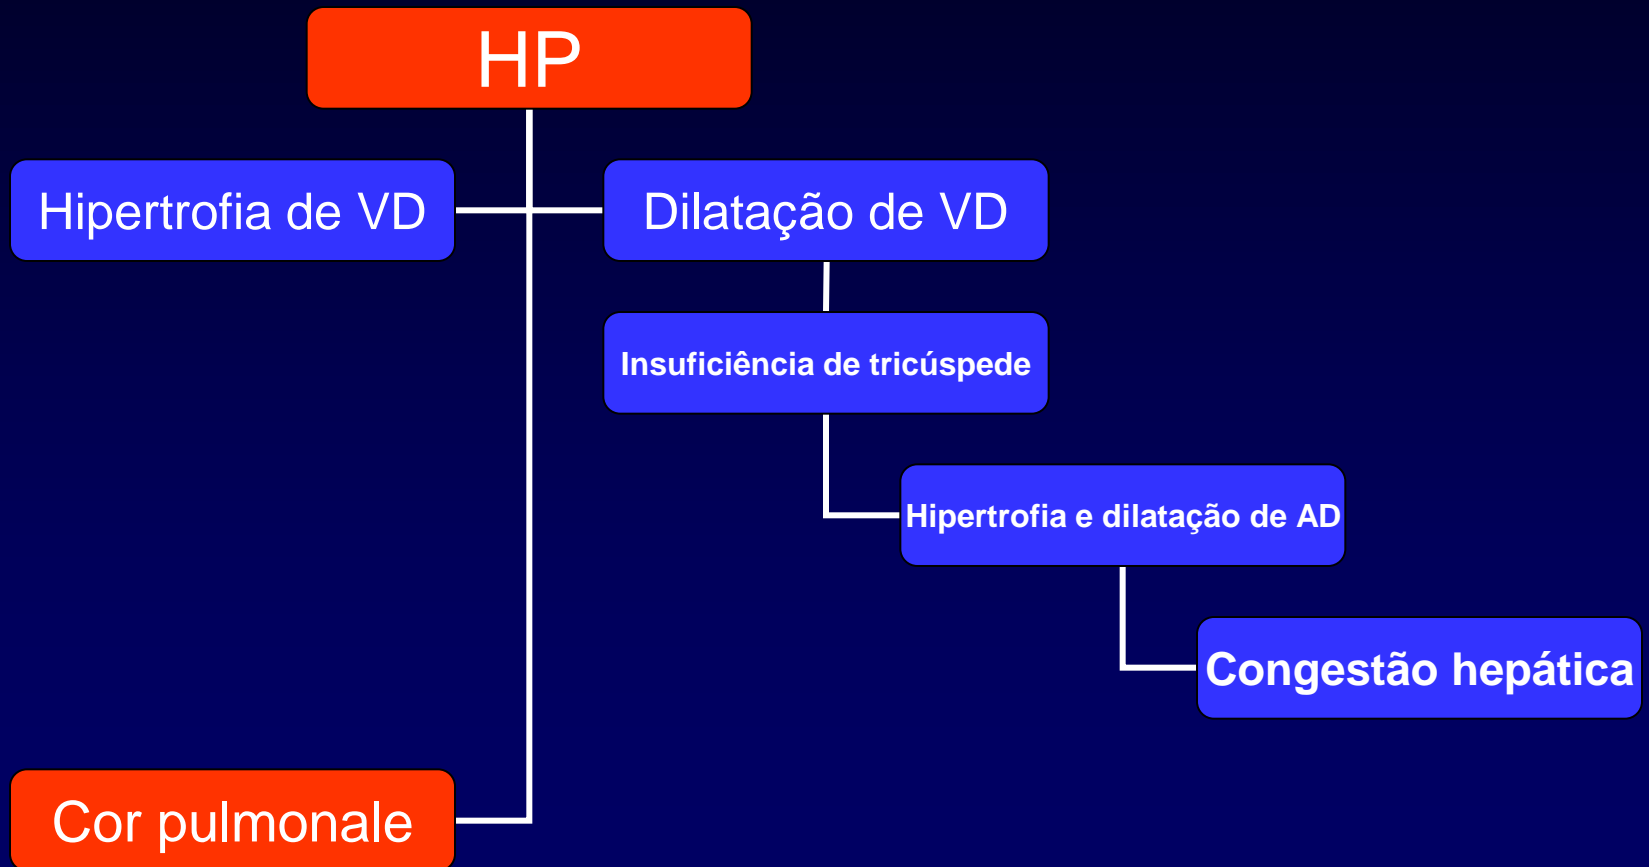 HP
Hipertrofia de VD
Dilatação de VD
Insuficiência de tricúspede
Hipertrofia e dilatação de AD
Congestão hepática
Cor pulmonale